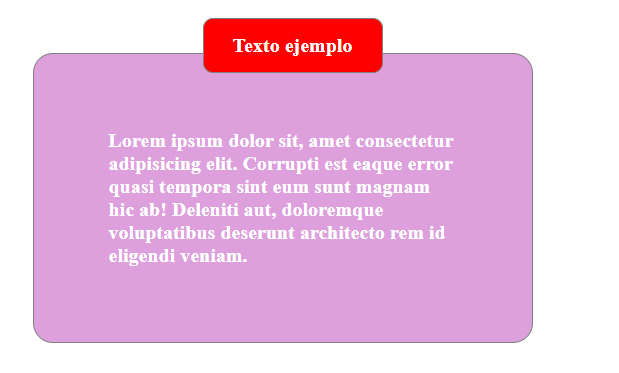 Texto ejemplo
Lorem ipsum dolor sit, amet consectetur
adipisicing elit. Corrupti est eaque error
quasi tempora sint eum sunt magnam
hic ab! Deleniti aut, doloremque
voluptatibus deserunt architecto rem id
eligendi veniam.